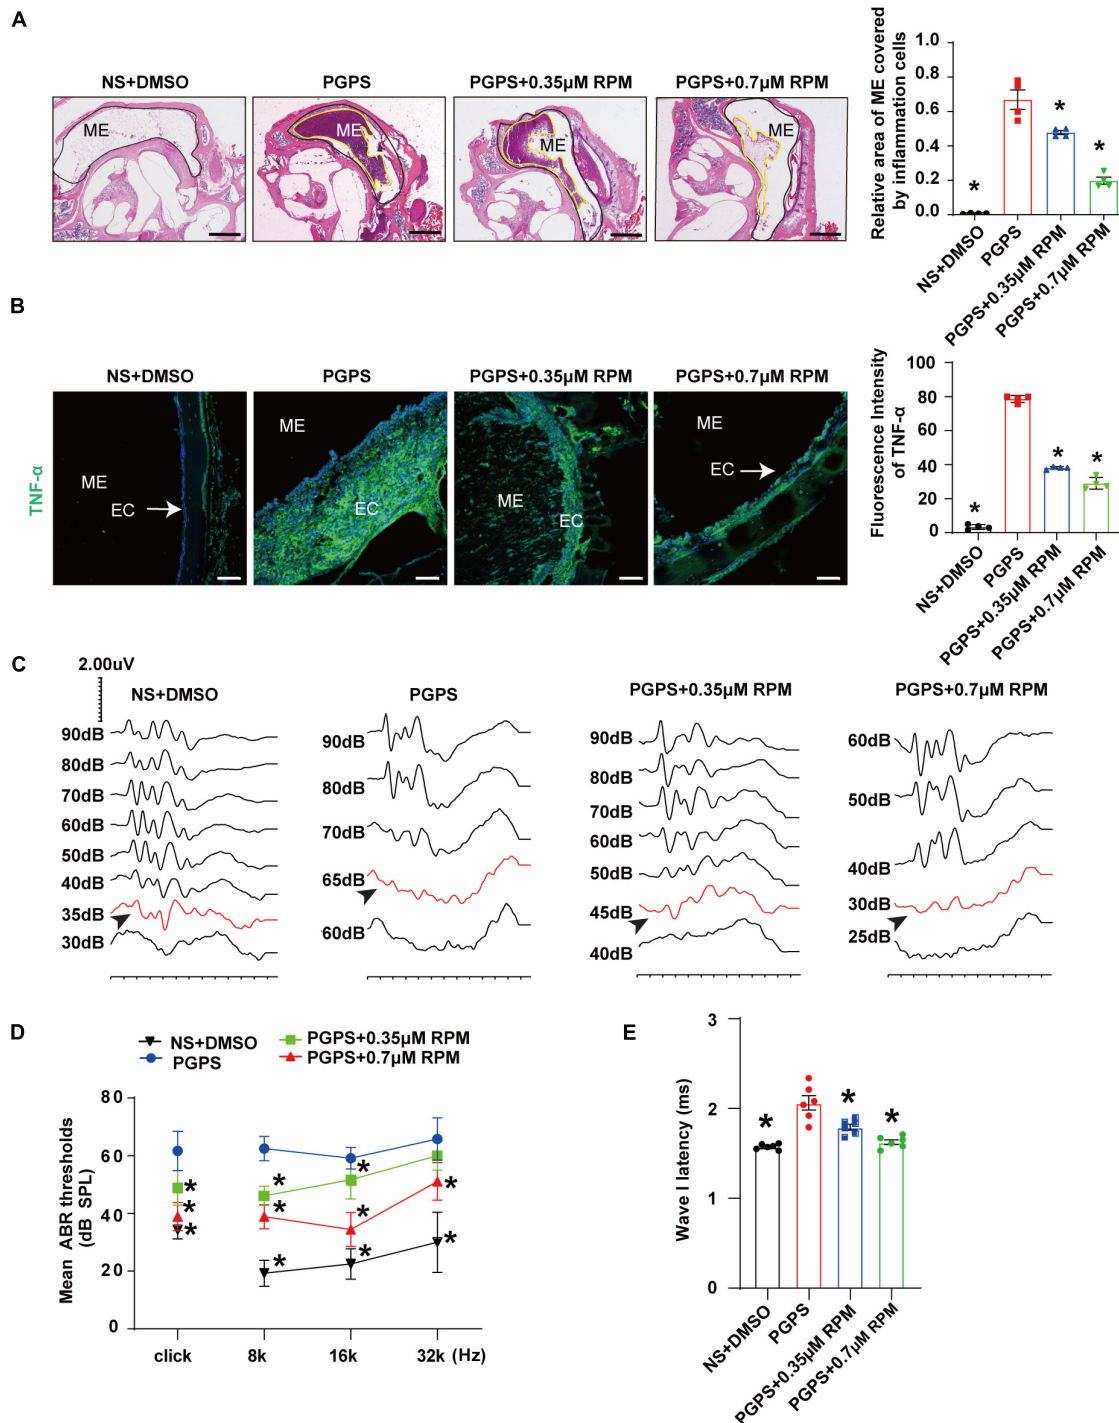 A
NS+DMSO PGPS PGPS+0.35µM RPM PGPS+0.7µM RPM
ME ME ME ME
Relative area of ME covered
by inflammation cells
1.0
0.8
0.6
0.4
0.2
0.0
* * *
NS+DMSO
PGPS
PGPS+0.35µM RPM
PGPS+0.7µM RPM
B
NS+DMSO PGPS PGPS+0.35µM RPM PGPS+0.7µM RPM
TNF-α
ME EC
ME EC
ME EC
ME EC
Fluorescence Intensity
of TNF-α
100
80
60
40
20
0
* * *
NS+DMSO
PGPS
PGPS+0.35µM RPM
PGPS+0.7µM RPM
C
2.00uV
NS+DMSO
90dB
80dB
70dB
60dB
50dB
40dB
35dB
30dB
PGPS
90dB
80dB
70dB
65dB
60dB
PGPS+0.35µM RPM
90dB
80dB
70dB
60dB
50dB
45dB
40dB
PGPS+0.7µM RPM
60dB
50dB
40dB
30dB
25dB
D
NS+DMSO PGPS+0.35µM RPM
PGPS PGPS+0.7µM RPM
Mean ABR thresholds
(dB SPL)
80
60
40
20
0
* * * * * * * * * * *
click 8k 16k 32k (Hz)
E
Wave I latency (ms)
3
2
1
0
* * *
NS+DMSO
PGPS
PGPS+0.35µM RPM
PGPS+0.7µM RPM